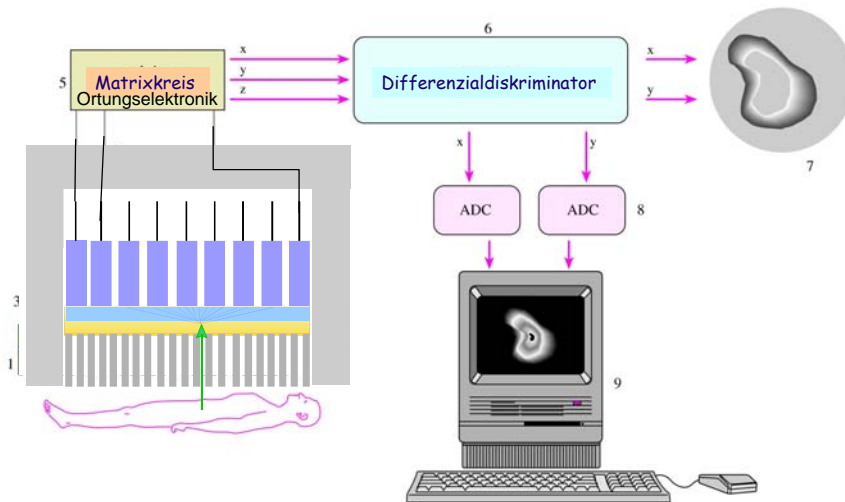 6
x
y
z
5
Matrixkreis
Ortungselektronik
Differenzialdiskriminator
x
y
7
x
y
ADC
ADC
8
3
1
9